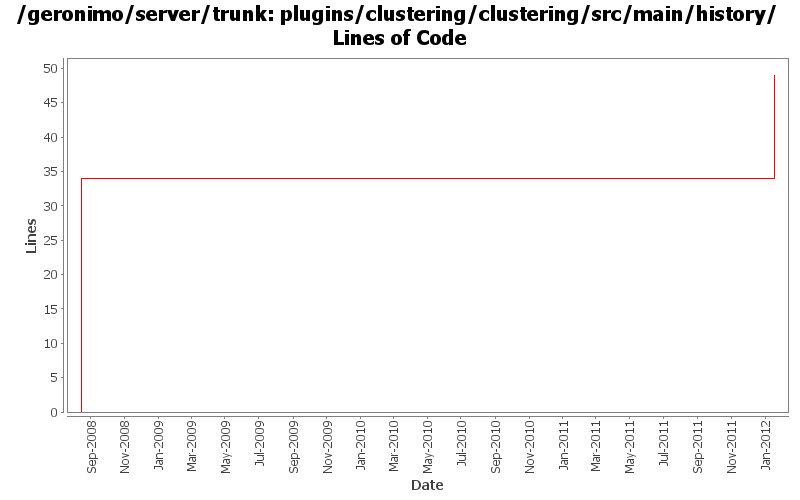 /geronimo/server/trunk: plugins/clustering/clustering/src/main/history/
Lines of Code
50
45
40
35
30
25
20
15
10
5
0
Lines
Sep-2008
Nov-2008
Jan-2009
Mar-2009
May-2009
Jul-2009
Sep-2009
Nov-2009
Jan-2010
Mar-2010
May-2010
Jul-2010
Sep-2010
Nov-2010
Jan-2011
Mar-2011
May-2011
Jul-2011
Sep-2011
Nov-2011
Jan-2012
Date